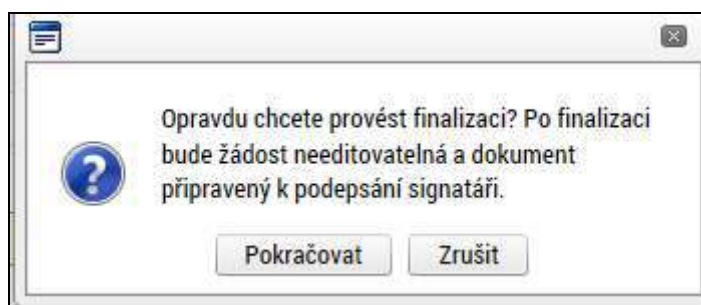 Opravdu chcete provést finalizaci? Po finalizaci
bude žádost needitovatelná a dokument
připravený k podepsání signatáři.
Pokračovat Zrušit